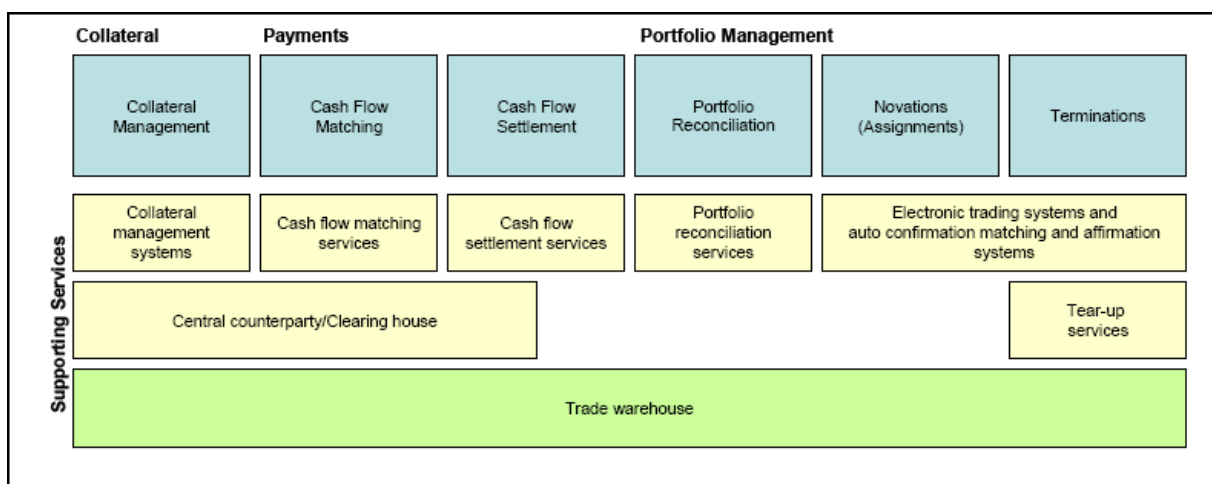 Collateral
Payments
Portfolio Management
Collateral
Management
Cash Flow
Matching
Cash Flow
Settlement
Portfolio
Reconciliation
Novations
(Assignments)
Terminations
Supporting Services
Collateral
management
systems
Cash flow matching
services
Cash flow
settlement services
Portfolio
reconciliation
services
Electronic trading systems and
auto confirmation matching and affirmation
systems
Central counterparty/Clearing house
Tear-up
services
Trade warehouse